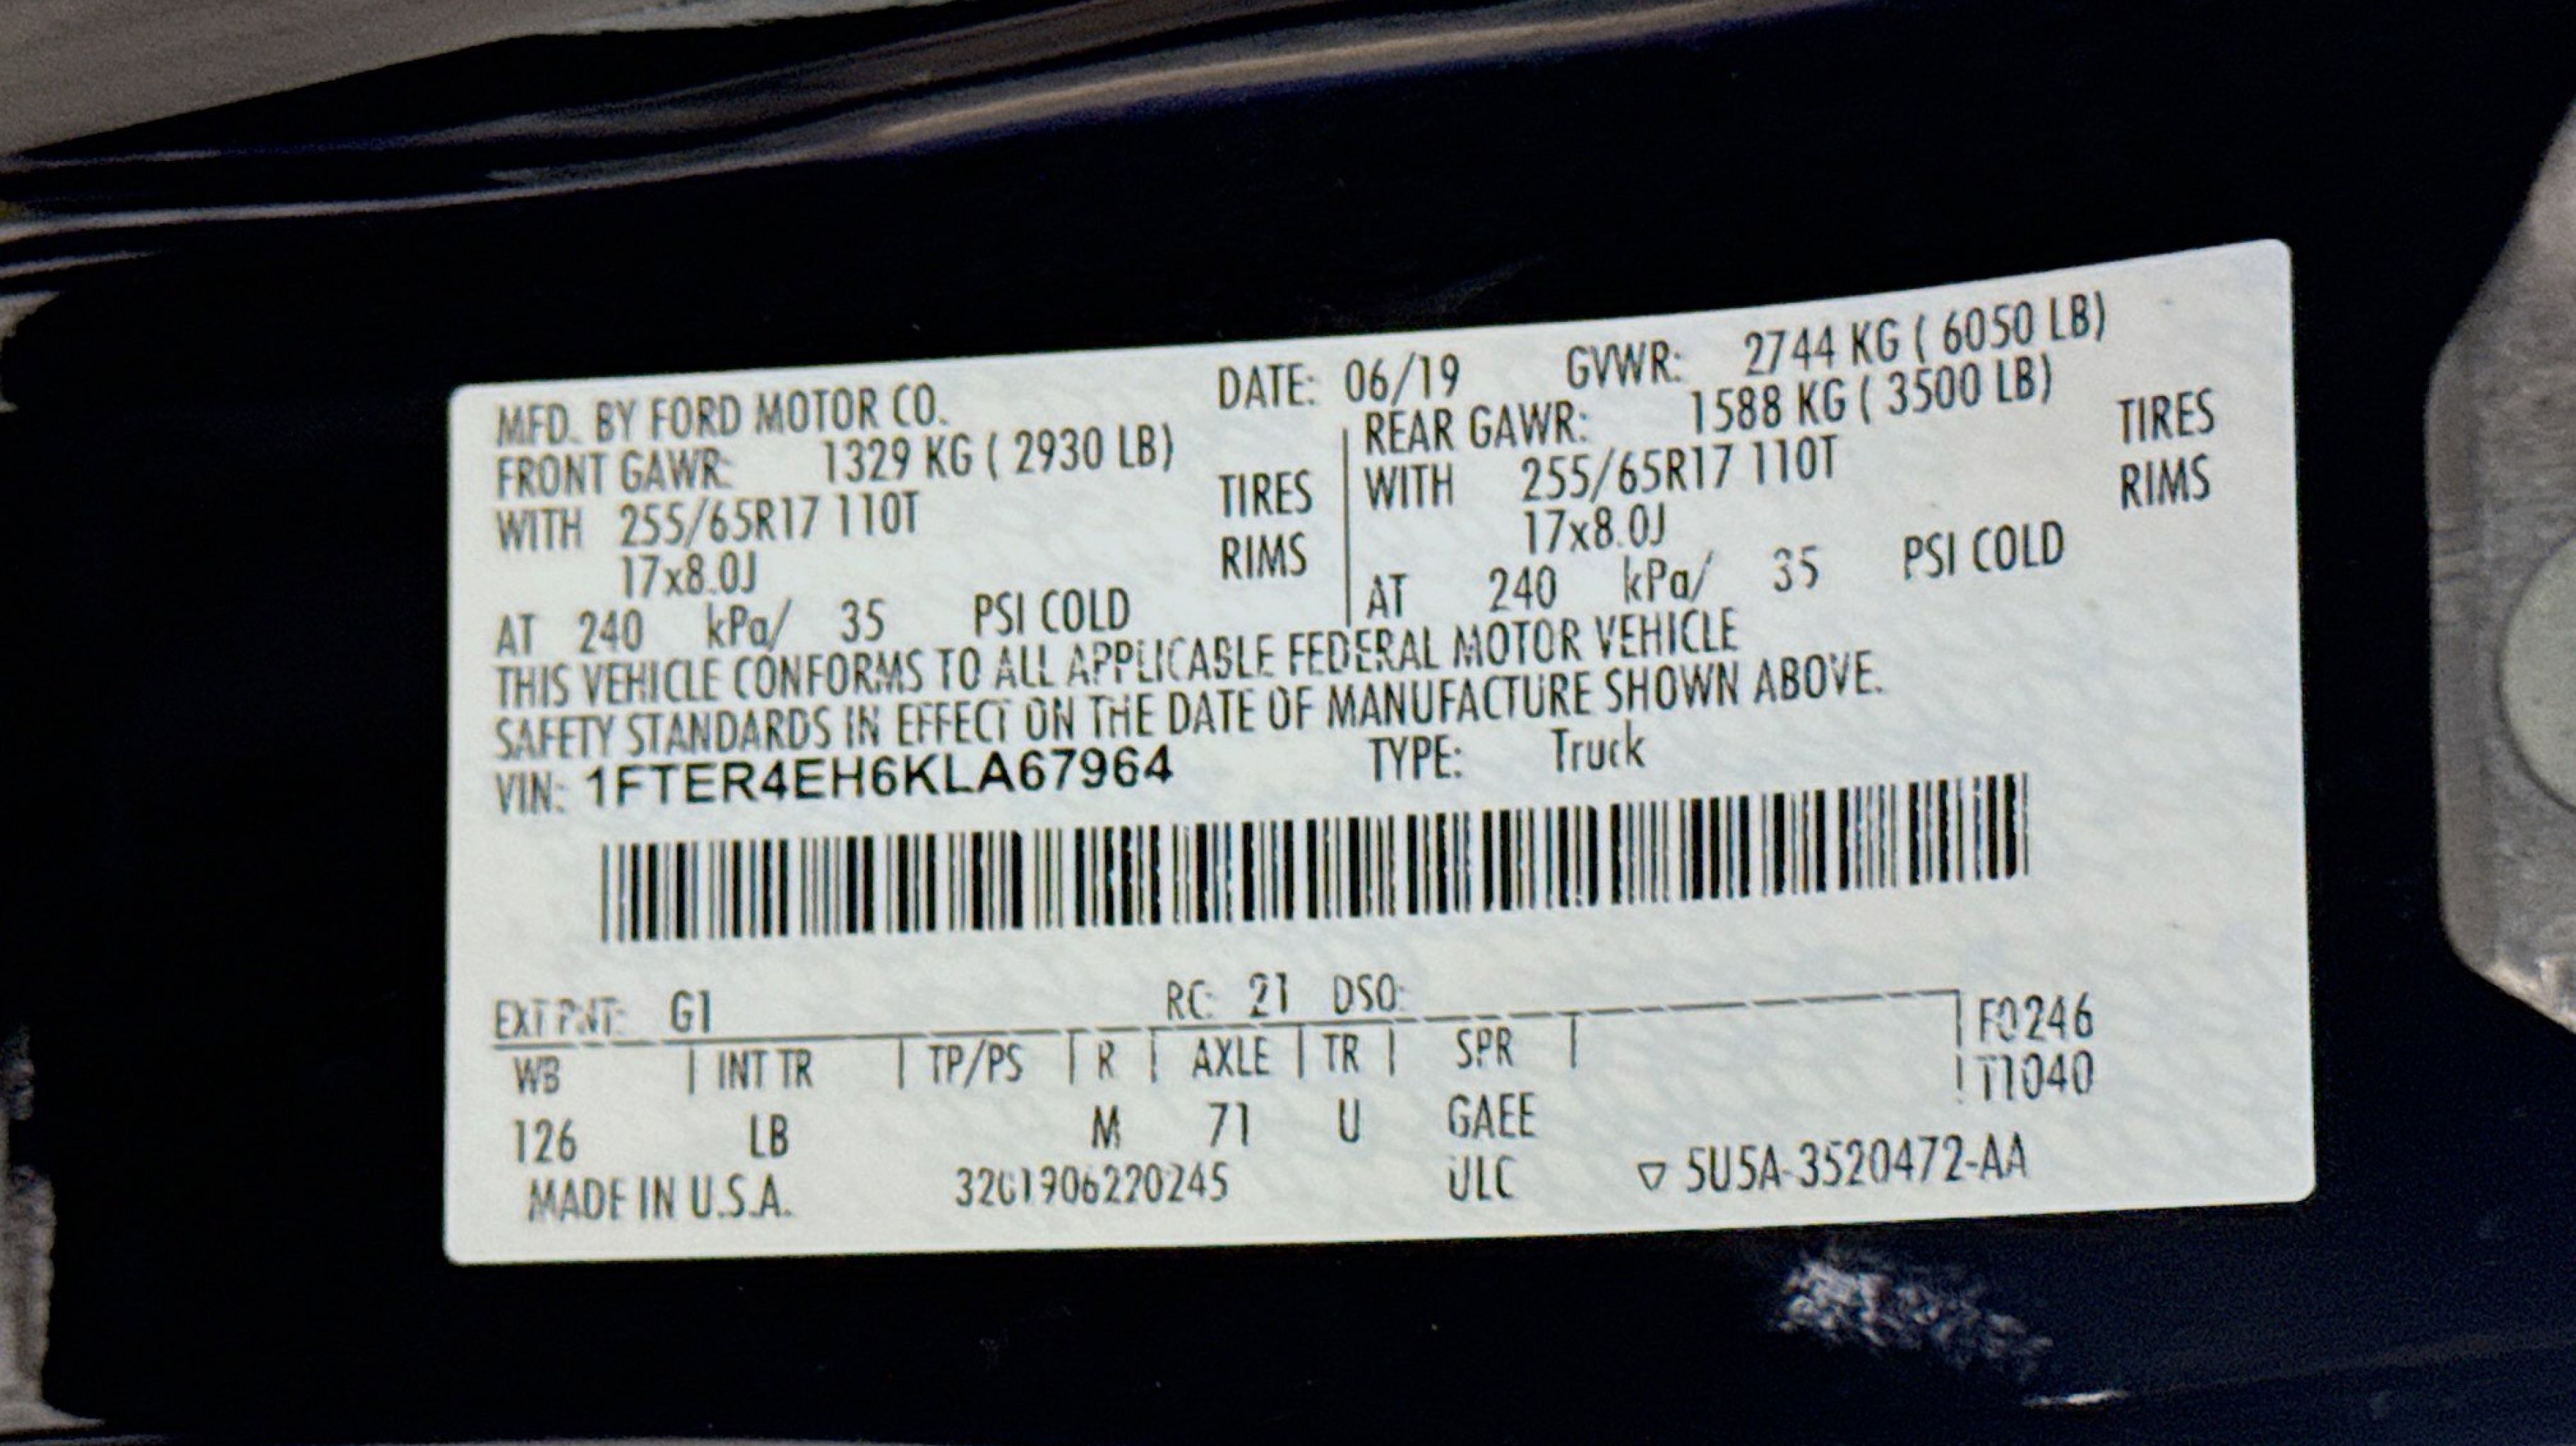 MFD. BY FORD MOTOR CO. DATE: 06/19 GVWR: 2744 KG ( 6050 LB)
FRONT GAWR: 1329 KG ( 2930 LB) REAR GAWR: 1588 KG ( 3500 LB)
WITH 255/65R17 110T TIRES WITH 255/65R17 110T TIRES
17x8.0J RIMS 17x8.0J RIMS
AT 240 kPa/ 35 PSI COLD AT 240 kPa/ 35 PSI COLD
THIS VEHICLE CONFORMS TO ALL APPLICABLE FEDERAL MOTOR VEHICLE
SAFETY STANDARDS IN EFFECT ON THE DATE OF MANUFACTURE SHOWN ABOVE.
VIN: 1FTER4EH6KLA67964 TYPE: Truck
EXT PNT: G1 RC: 21 DSO:
WB INT TR TP/PS R AXLE TR SPR F0246
T1040
126 LB M 71 U GAEE
MADE IN U.S.A. 3201906220245 ULC ▽ 5U5A-3520472-AA